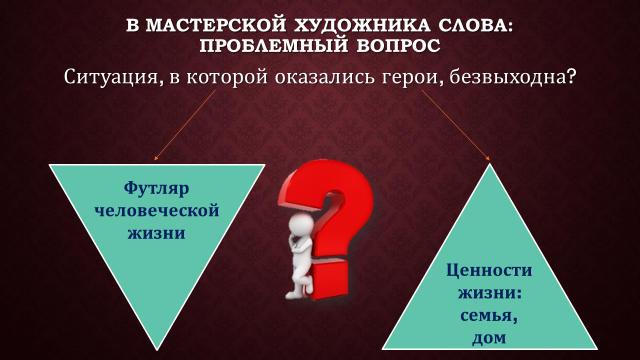 В МАСТЕРСКОЙ ХУДОЖНИКА СЛОВА:
ПРОБЛЕМНЫЙ ВОПРОС
Ситуация, в которой оказались герои, безвыходна?
Футляр
человеческой
жизни
Ценности
жизни:
семья,
дом